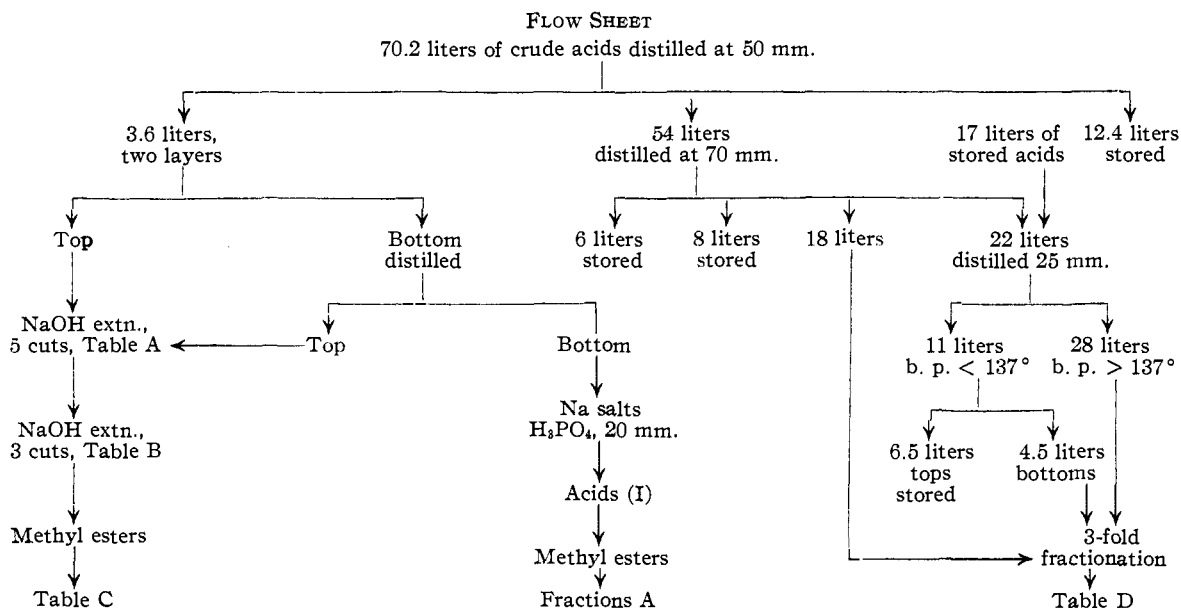 FLOW SHEET
70.2 liters of crude acids distilled at 50 mm.
3.6 liters,
two layers
54 liters
distilled at 70 mm.
17 liters of
stored acids
12.4 liters
stored
Top
Bottom
distilled
6 liters
stored
8 liters
stored
18 liters
22 liters
distilled 25 mm.
NaOH extn.,
5 cuts, Table A
Top
Bottom
11 liters
b. p. < 137°
28 liters
b. p. > 137°
NaOH extn.,
3 cuts, Table B
Na salts
H₃PO₄, 20 mm.
6.5 liters
tops
stored
4.5 liters
bottoms
Acids (I)
Methyl esters
Methyl esters
3-fold
fractionation
Table C
Fractions A
Table D